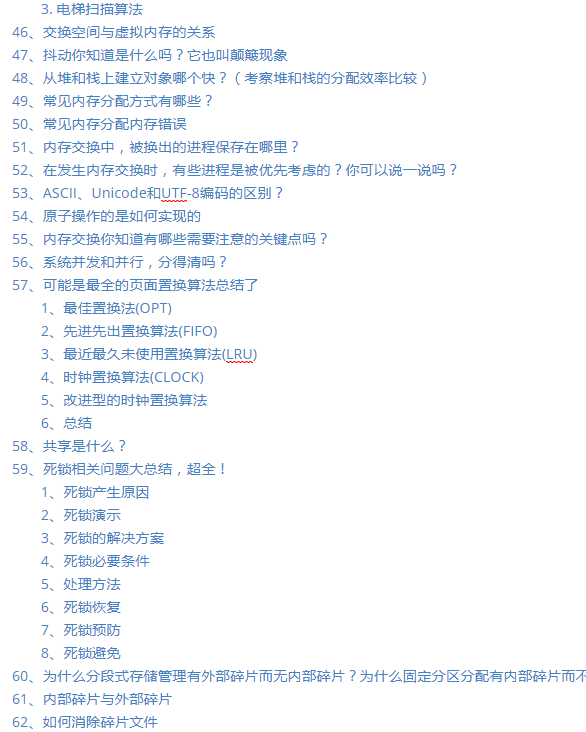 3. 电梯扫描算法
46、交换空间与虚拟内存的关系
47、抖动你知道是什么吗？它也叫颠簸现象
48、从堆和栈上建立对象哪个快？（考察堆和栈的分配效率比较）
49、常见内存分配方式有哪些？
50、常见内存分配内存错误
51、内存交换中，被换出的进程保存在哪里？
52、在发生内存交换时，有些进程是被优先考虑的？你可以说一说吗？
53、ASCII、Unicode和UTF-8编码的区别？
54、原子操作的是如何实现的
55、内存交换你知道有哪些需要注意的关键点吗？
56、系统并发和并行，分得清吗？
57、可能是最全的页面置换算法总结了
1、最佳置换法(OPT)
2、先进先出置换算法(FIFO)
3、最近最久未使用置换算法(LRU)
4、时钟置换算法(CLOCK)
5、改进型的时钟置换算法
6、总结
58、共享是什么？
59、死锁相关问题大总结，超全！
1、死锁产生原因
2、死锁演示
3、死锁的解决方案
4、死锁必要条件
5、处理方法
6、死锁恢复
7、死锁预防
8、死锁避免
60、为什么分段式存储管理有外部碎片而无内部碎片？为什么固定分区分配有内部碎片而不
61、内部碎片与外部碎片
62、如何消除碎片文件